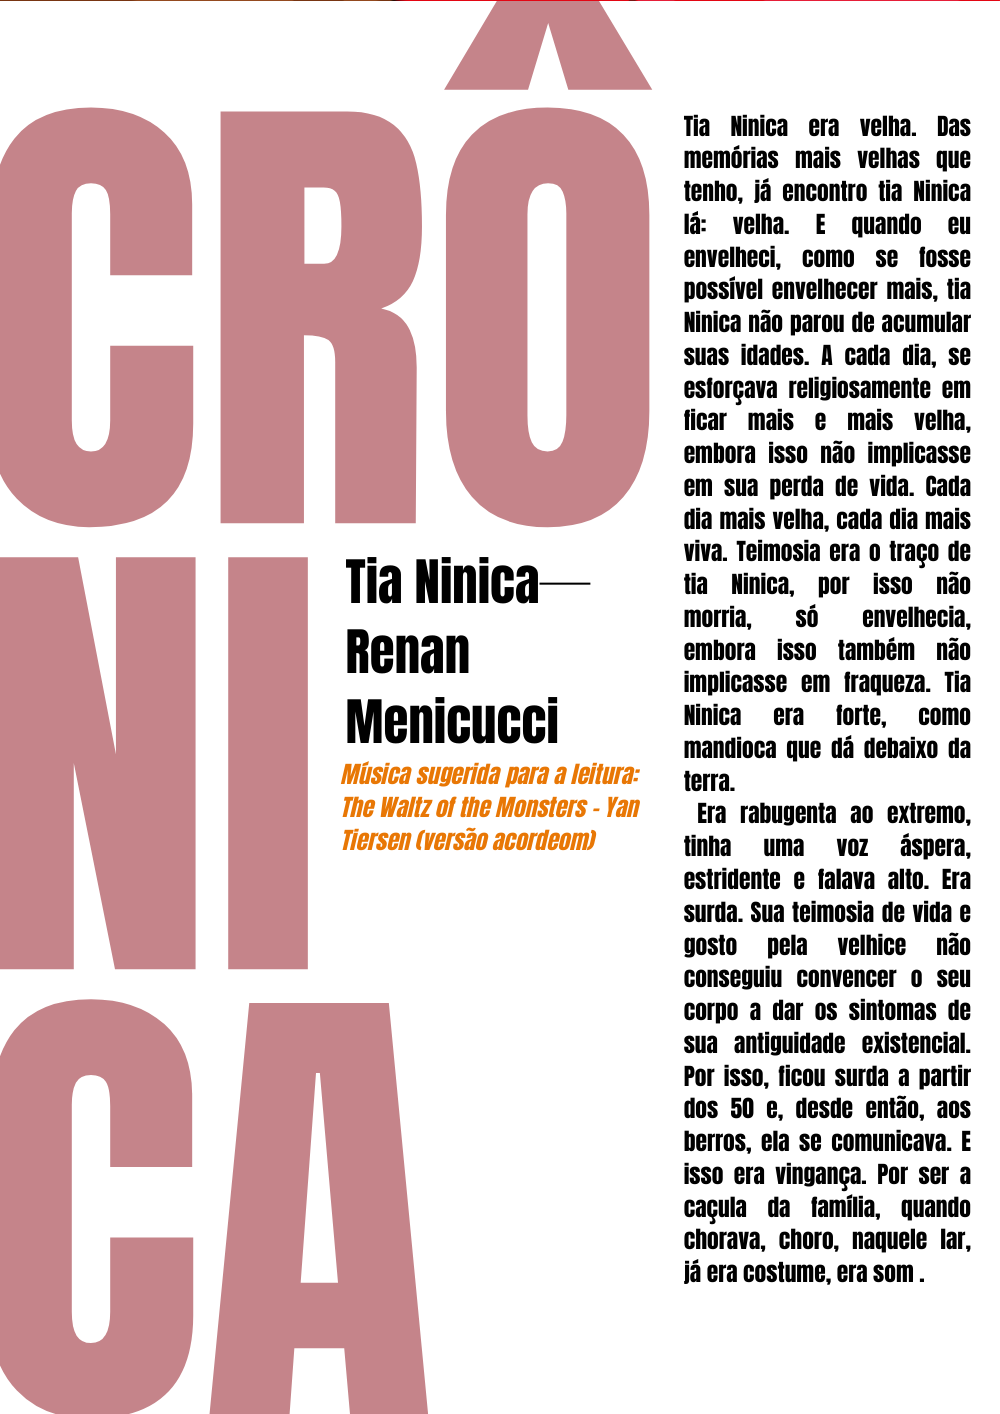 CRÔ
NI
CA
Tia Ninica—
Renan
Menicucci
Música sugerida para a leitura:
The Waltz of the Monsters - Yan
Tiersen (versão acordeom)
Tia Ninica era velha. Das
memórias mais velhas que
tenho, já encontro tia Ninica
lá: velha. E quando eu
envelheci, como se fosse
possível envelhecer mais, tia
Ninica não parou de acumular
suas idades. A cada dia, se
esforçava religiosamente em
ficar mais e mais velha,
embora isso não implicasse
em sua perda de vida. Cada
dia mais velha, cada dia mais
viva. Teimosia era o traço de
tia Ninica, por isso não
morria, só envelhecia,
embora isso também não
implicasse em fraqueza. Tia
Ninica era forte, como
mandioca que dá debaixo da
terra.
Era rabugenta ao extremo,
tinha uma voz áspera,
estridente e falava alto. Era
surda. Sua teimosia de vida e
gosto pela velhice não
conseguiu convencer o seu
corpo a dar os sintomas de
sua antiguidade existencial.
Por isso, ficou surda a partir
dos 50 e, desde então, aos
berros, ela se comunicava. E
isso era vingança. Por ser a
caçula da família, quando
chorava, choro, naquele lar,
já era costume, era som .